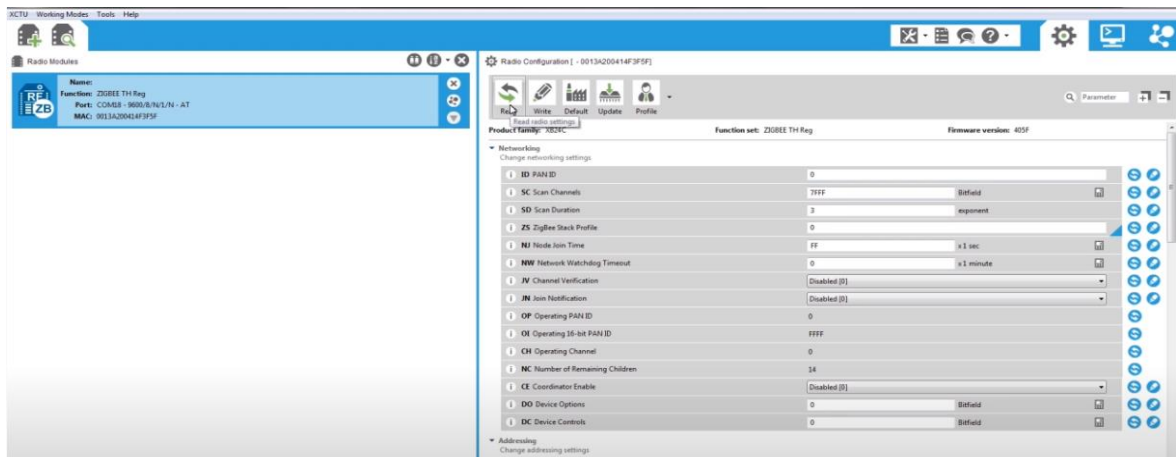 XCTU Working Modes Tools Help
Radio Modules
Name:
Function: ZIGBEE TH Reg
Port: COM18 - 9600/8/N/1/N - AT
MAC: 0013A200414F3F5F
Radio Configuration [ - 0013A200414F3F5F]
Read Write Default Update Profile
Parameter
Read radio settings
Product family: XB24C Function set: ZIGBEE TH Reg Firmware version: 405F
Networking
Change networking settings
i ID PAN ID 0
i SC Scan Channels 7FFF Bitfield
i SD Scan Duration 3 exponent
i ZS ZigBee Stack Profile 0
i NJ Node Join Time FF x 1 sec
i NW Network Watchdog Timeout 0 x 1 minute
i JV Channel Verification Disabled [0]
i JN Join Notification Disabled [0]
i OP Operating PAN ID 0
i OI Operating 16-bit PAN ID FFFF
i CH Operating Channel 0
i NC Number of Remaining Children 14
i CE Coordinator Enable Disabled [0]
i DO Device Options 0 Bitfield
i DC Device Controls 0 Bitfield
Addressing
Change addressing settings
RF
ZB